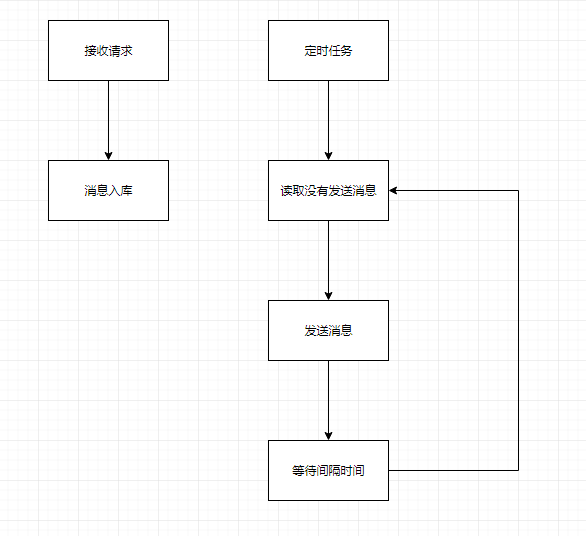 接收请求
定时任务
消息入库
读取没有发送消息
发送消息
等待间隔时间